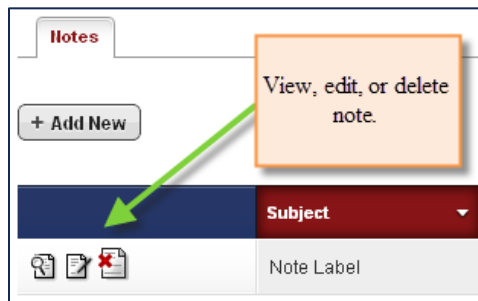 Notes
View, edit, or delete
note.
+ Add New
Subject
Note Label